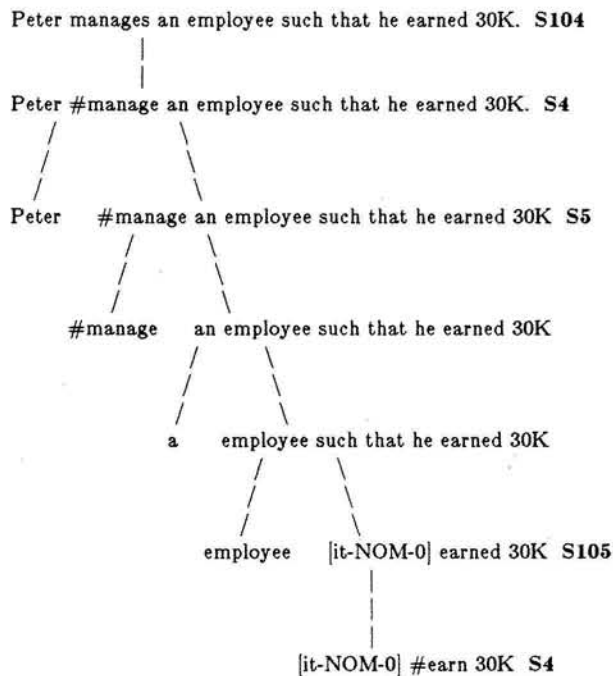 Peter manages an employee such that he earned 30K. S104
Peter #manage an employee such that he earned 30K. S4
Peter #manage an employee such that he earned 30K S5
#manage an employee such that he earned 30K
a employee such that he earned 30K
employee [it-NOM-0] earned 30K S105
[it-NOM-0] #earn 30K S4